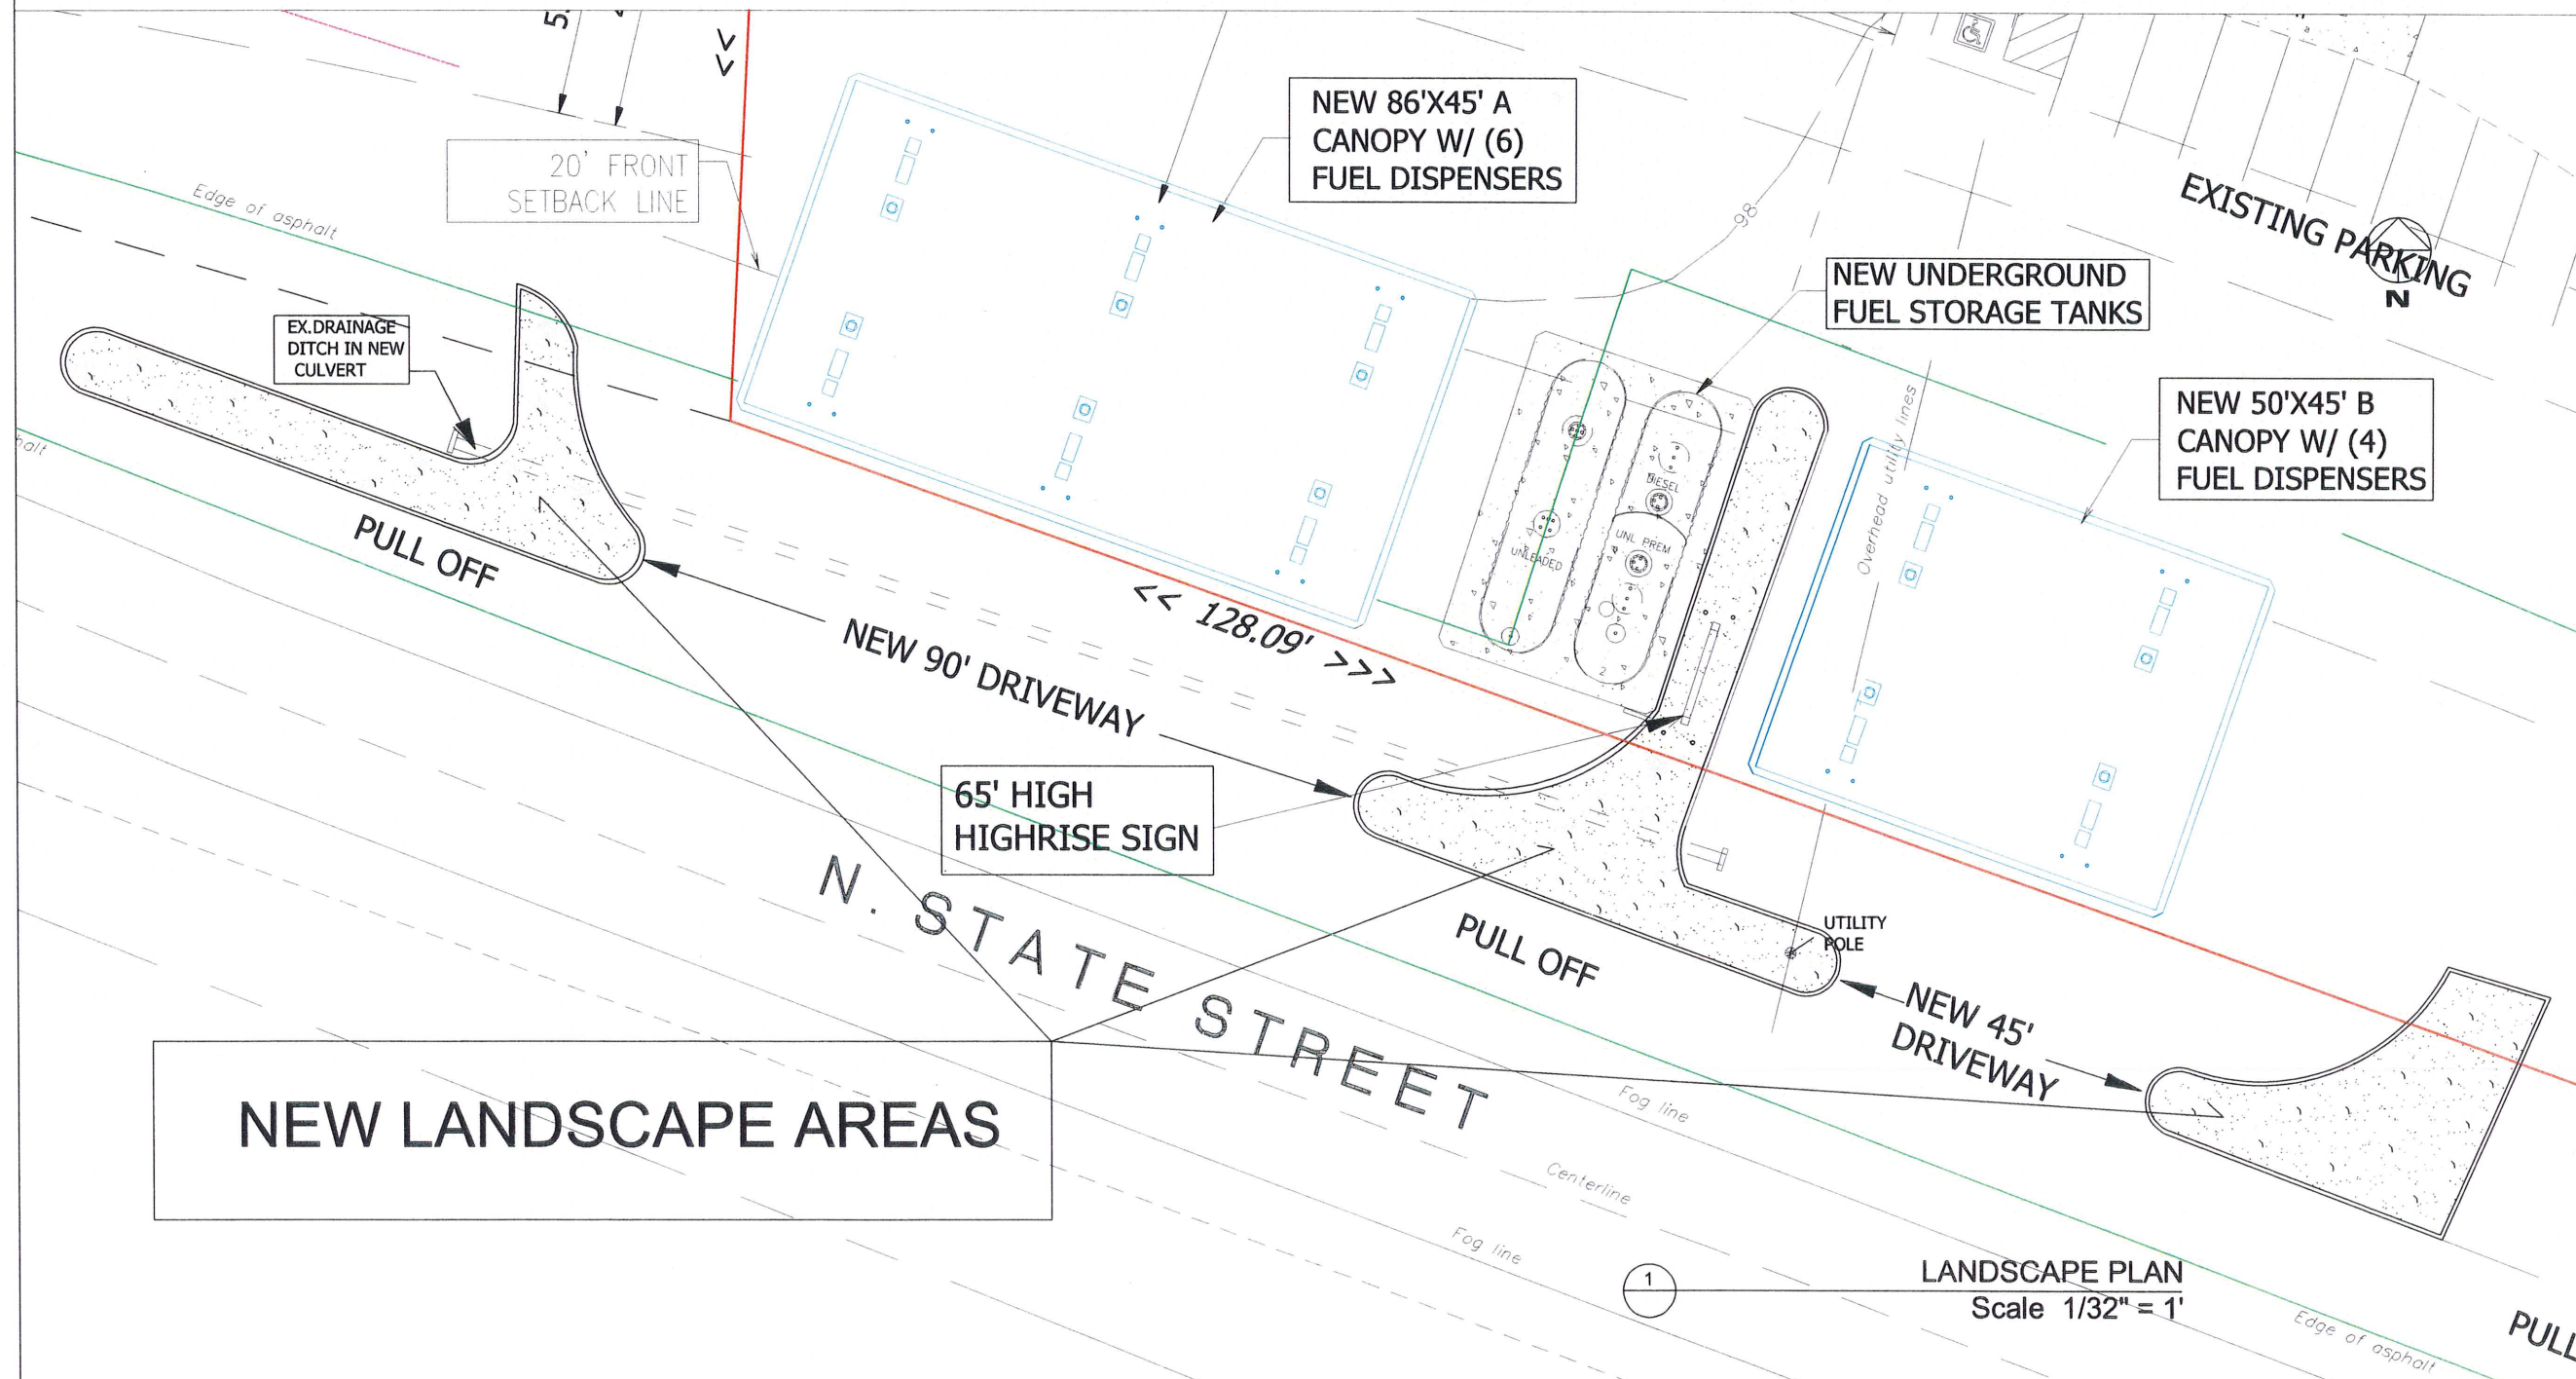 5.
<<
20' FRONT
SETBACK LINE
Edge of asphalt
NEW 86'X45' A
CANOPY W/ (6)
FUEL DISPENSERS
98
EXISTING PARKING
N
NEW UNDERGROUND
FUEL STORAGE TANKS
EX.DRAINAGE
DITCH IN NEW
CULVERT
halt
Overhead utility lines
NEW 50'X45' B
CANOPY W/ (4)
FUEL DISPENSERS
DIESEL
UNL PREM
UNLEADED
2
PULL OFF
<< 128.09' >>>
NEW 90' DRIVEWAY
65' HIGH
HIGHRISE SIGN
N. STATE STREET
PULL OFF
UTILITY
POLE
NEW 45'
DRIVEWAY
NEW LANDSCAPE AREAS
Fog line
Centerline
Fog line
1
LANDSCAPE PLAN
Scale 1/32" = 1'
Edge of asphalt
PULL